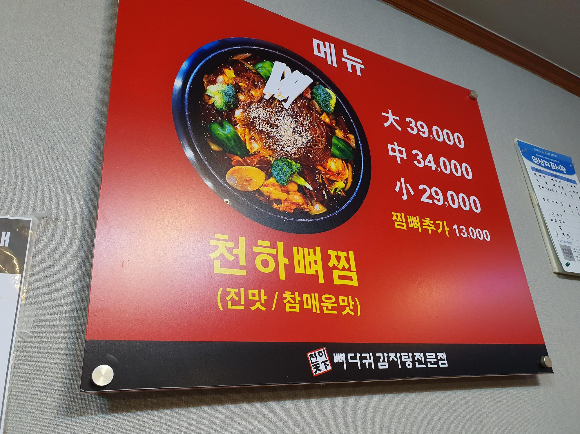 메뉴
大 39,000
中 34,000
小 29,000
찜뼈추가 13,000
천하뼈찜
(진맛 / 참매운맛)
뼈다귀감자탕전문점